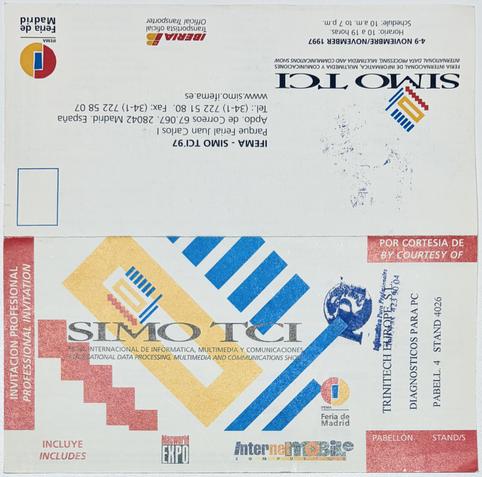 Feria de
Madrid
IFEMA
IBERIA
Transportista oficial
Official Transporter
4-9 NOVIEMBRE/NOVEMBER 1997
Horario: 10 a 19 horas.
Schedule: 10 a.m. to 7 p.m.
SIMO TCI
FERIA INTERNACIONAL DE INFORMATICA, MULTIMEDIA Y COMUNICACIONES
INTERNATIONAL DATA PROCESSING, MULTIMEDIA AND COMMUNICATIONS SHOW
IFEMA - SIMO TCI'97
Parque Ferial Juan Carlos I
Apdo. de Correos 67.067. 28042 Madrid. España
Tel.: (34-1) 722 51 80. Fax (34-1) 722 58 07
www.simo.ifema.es
INVITACION PROFESIONAL
PROFESSIONAL INVITATION
SIMO TCI
FERIA INTERNACIONAL DE INFORMATICA, MULTIMEDIA Y COMUNICACIONES
INTERNATIONAL DATA PROCESSING, MULTIMEDIA AND COMMUNICATIONS SHOW
IFEMA
Feria de
Madrid
INCLUYE
INCLUDES
EXPO
Internet
MOBILE
POR CORTESIA DE
BY COURTESY OF
TRINITECH EUROPE, S.L.
DIAGNOSTICOS PARA PC
PABELL 4 STAND 4026
PABELLÓN STAND/S